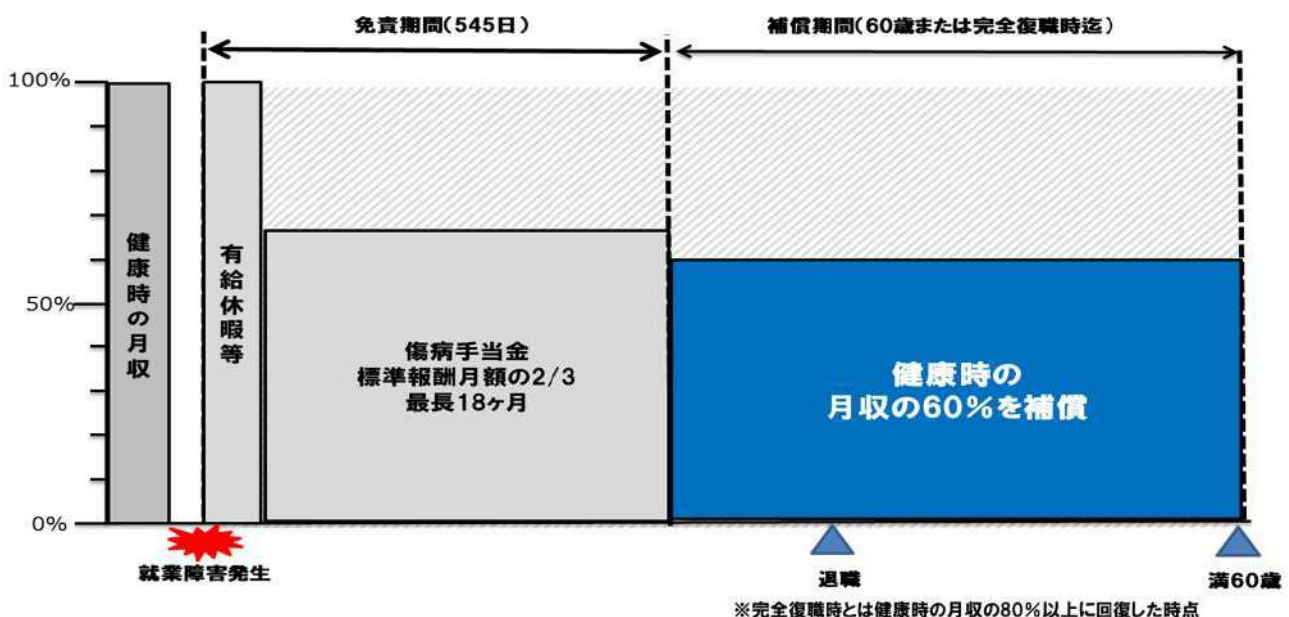 免責期間(545日)
補償期間(60歳または完全復職時迄)
100%
50%
0%
健康時の月収
有給休暇等
傷病手当金
標準報酬月額の2/3
最長18ヶ月
健康時の
月収の60%を補償
就業障害発生
退職
満60歳
※完全復職時とは健康時の月収の80%以上に回復した時点